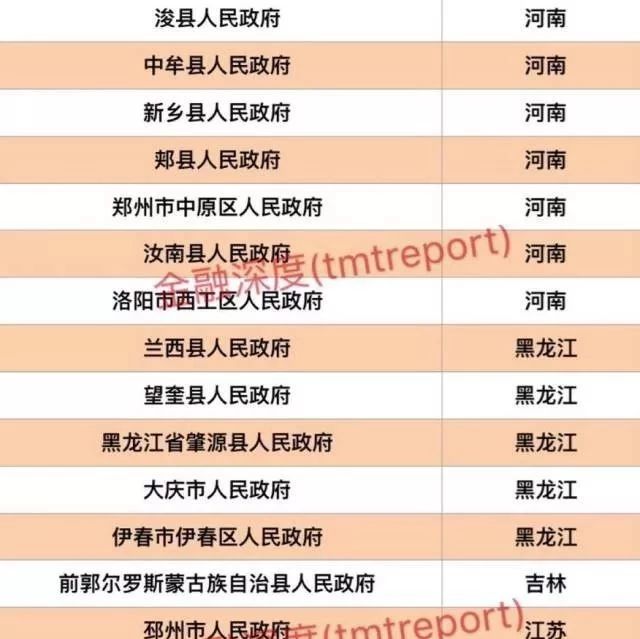 浚县人民政府 河南
中牟县人民政府 河南
新乡县人民政府 河南
郏县人民政府 河南
郑州市中原区人民政府 河南
汝南县人民政府 河南
金融深度(tmtreport)
洛阳市西工区人民政府 河南
兰西县人民政府 黑龙江
望奎县人民政府 黑龙江
黑龙江省肇源县人民政府 黑龙江
大庆市人民政府 黑龙江
伊春市伊春区人民政府 黑龙江
前郭尔罗斯蒙古族自治县人民政府 吉林
邳州市人民政府 江苏
深度(tmtreport)